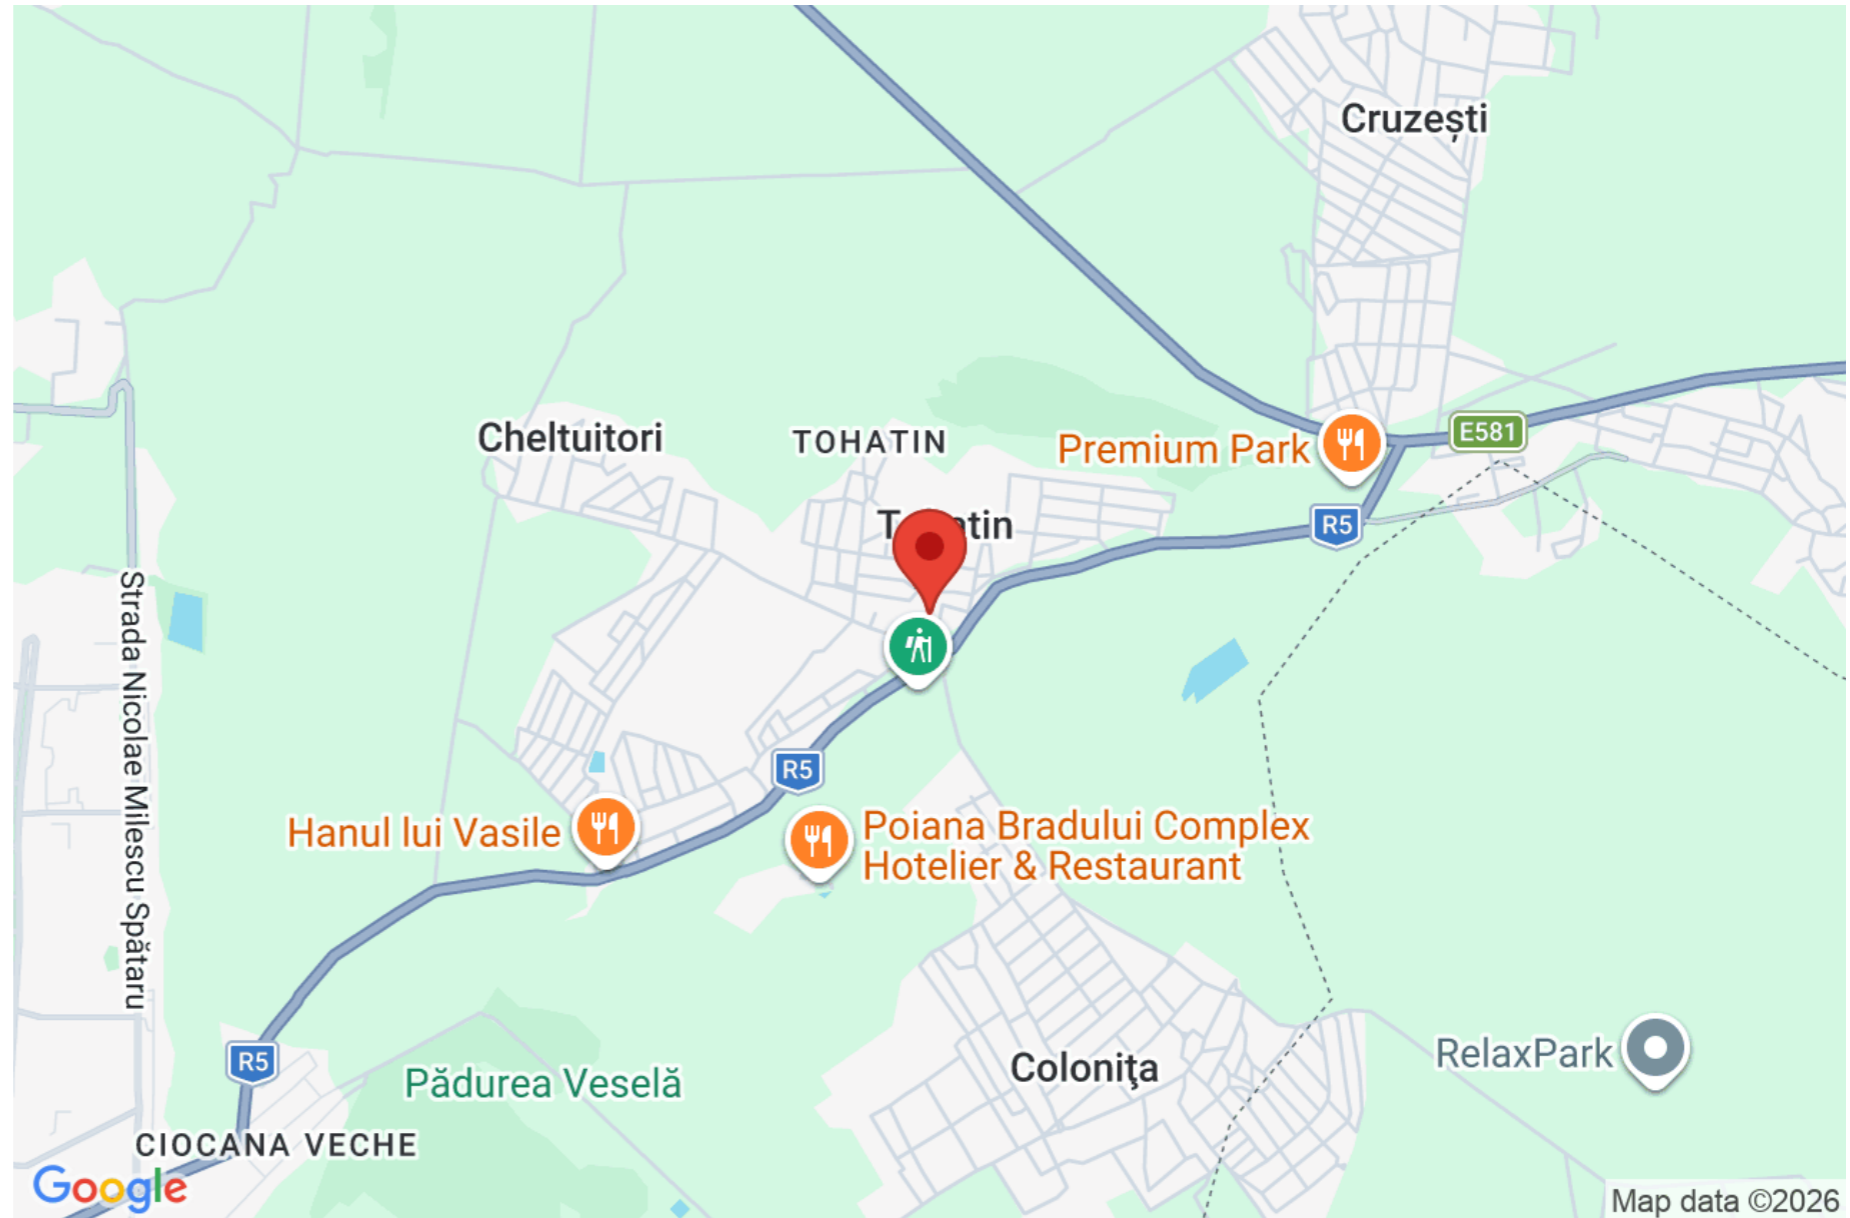 Cruzești
E581
Cheltuitori
TOHATIN
Premium Park
R5
Strada Nicolae Milescu Spătaru
R5
Hanul lui Vasile
Poiana Bradului Complex
Hotelier & Restaurant
R5
Pădurea Veselă
Coloniţa
RelaxPark
CIOCANA VECHE
Google
Map data ©2026